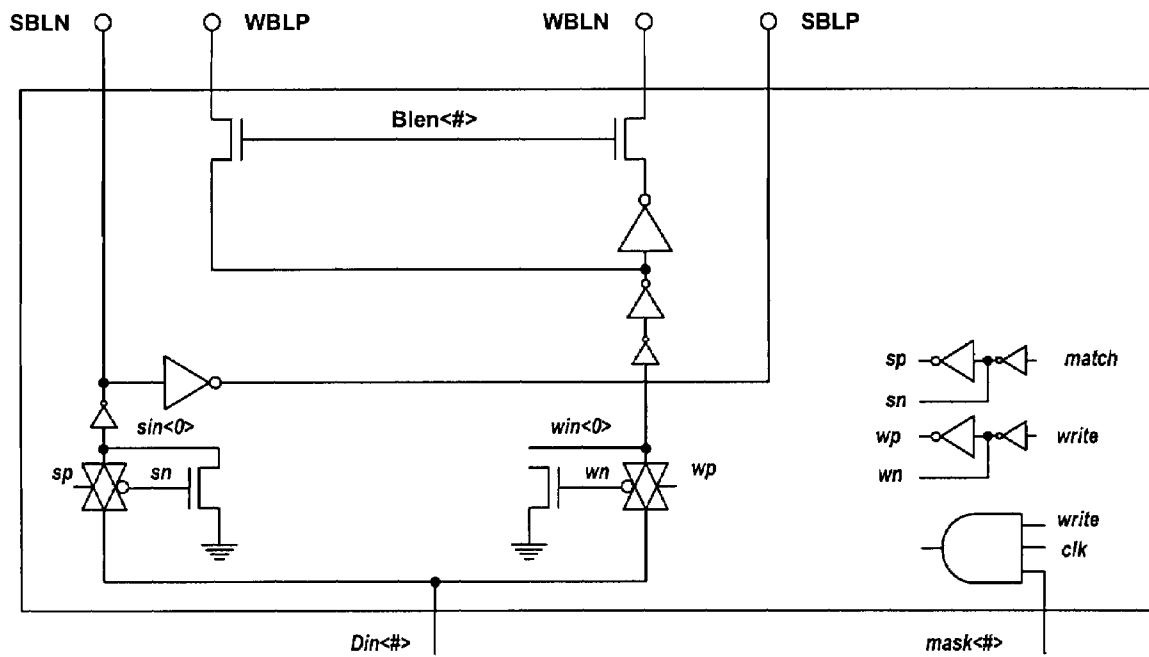 SBLN WBLP WBLN SBLP
Blen<#>
sp match
sn
sin<0> win<0> wp write
sp sn wn wp wn
write
clk
Din<#> mask<#>